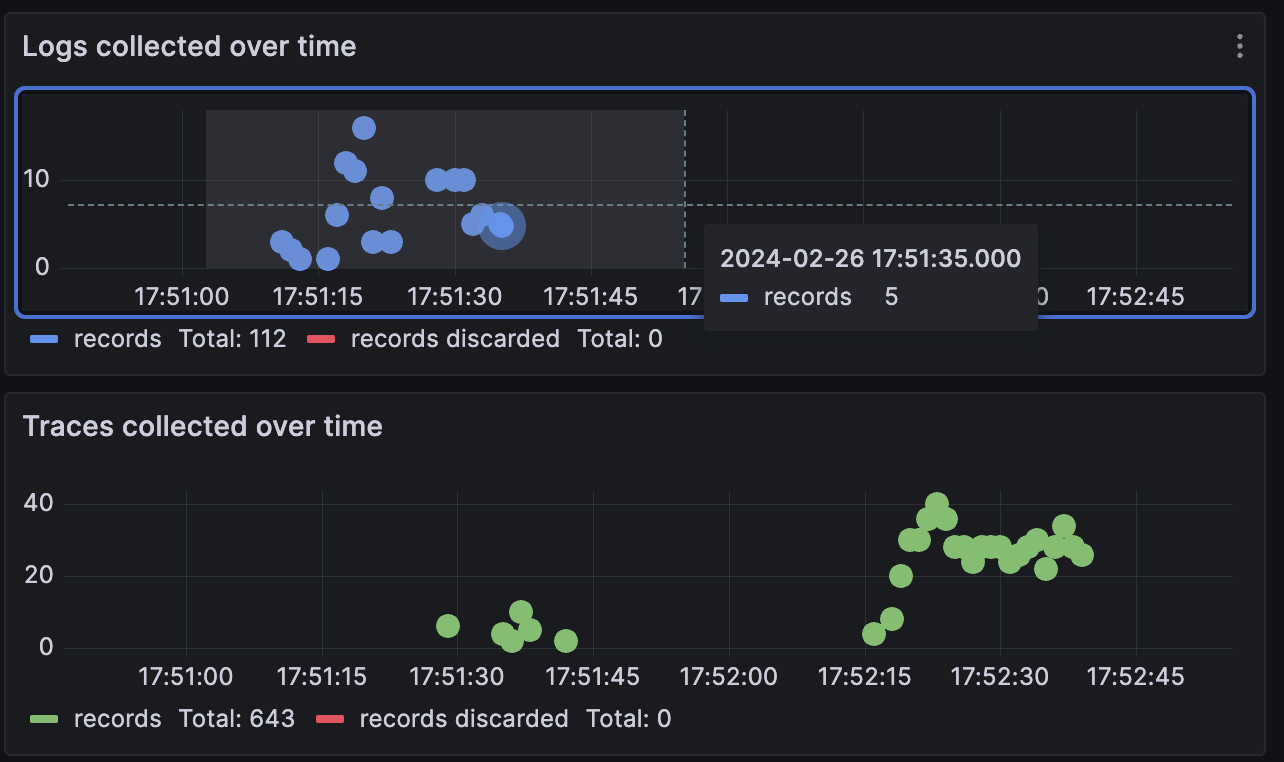 Logs collected over time
10
0
17:51:00 17:51:15 17:51:30 17:51:45 17 0 17:52:45
2024-02-26 17:51:35.000
records 5
records Total: 112 records discarded Total: 0
Traces collected over time
40
20
0
17:51:00 17:51:15 17:51:30 17:51:45 17:52:00 17:52:15 17:52:30 17:52:45
records Total: 643 records discarded Total: 0